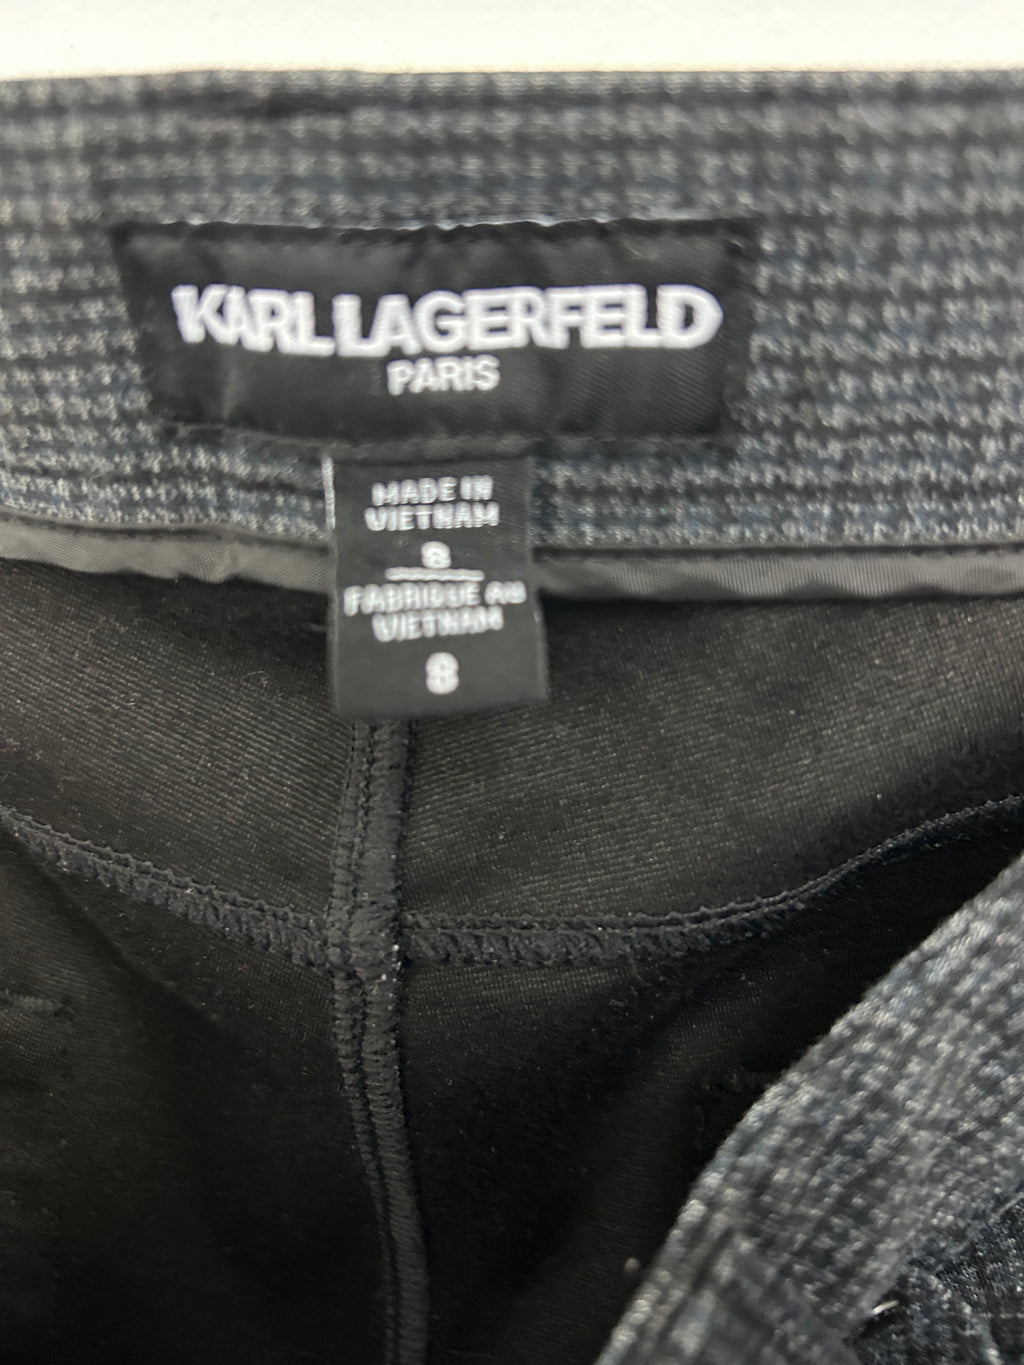 KARL LAGERFELD
PARIS
MADE IN
VIETNAM
8
FABRIQUE AU
VIETNAM
8